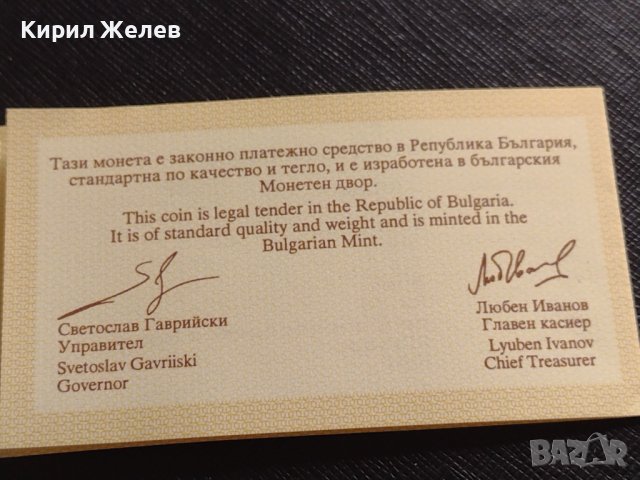 Кирил Желев
Тази монета е законно платежно средство в Република България,
стандартна по качество и тегло, и е изработена в българския
Монетен двор.
This coin is legal tender in the Republic of Bulgaria.
It is of standard quality and weight and is minted in the
Bulgarian Mint.
Светослав Гаврийски
Управител
Svetoslav Gavriiski
Governor
Любен Иванов
Главен касиер
Lyuben Ivanov
Chief Treasurer
BAZAR